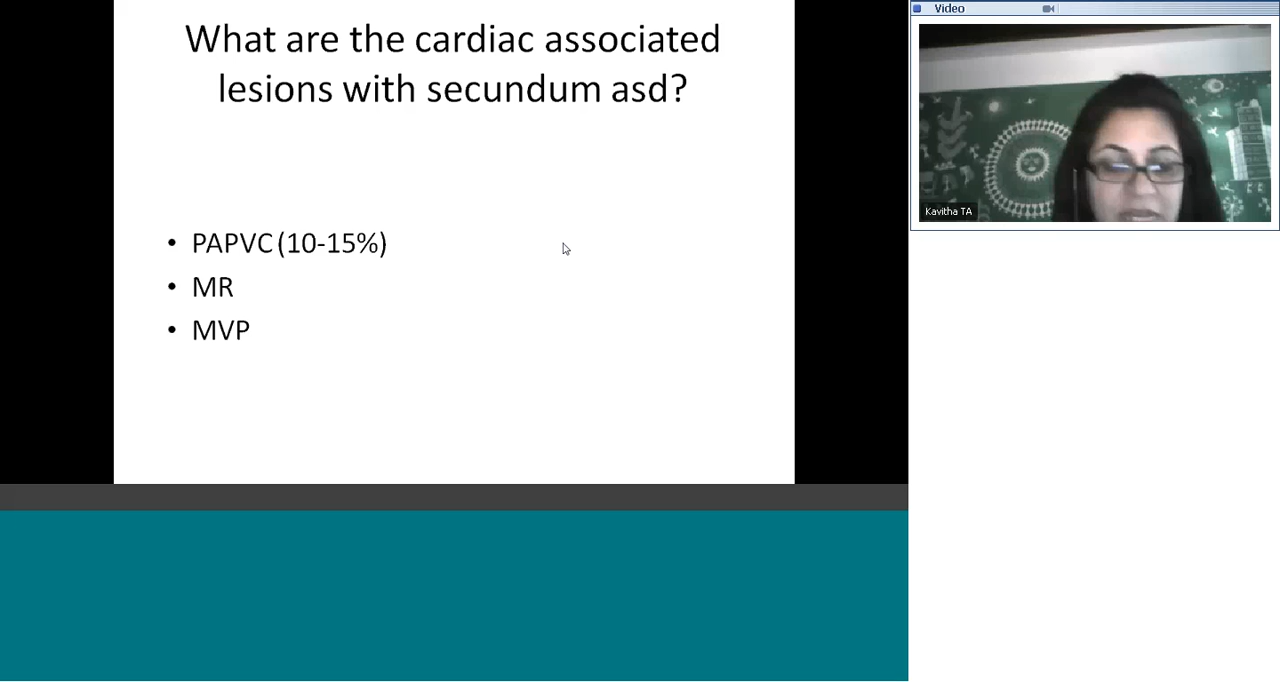 What are the cardiac associated
lesions with secundum asd?
• PAPVC (10-15%)
• MR
• MVP
Video
Kavitha TA